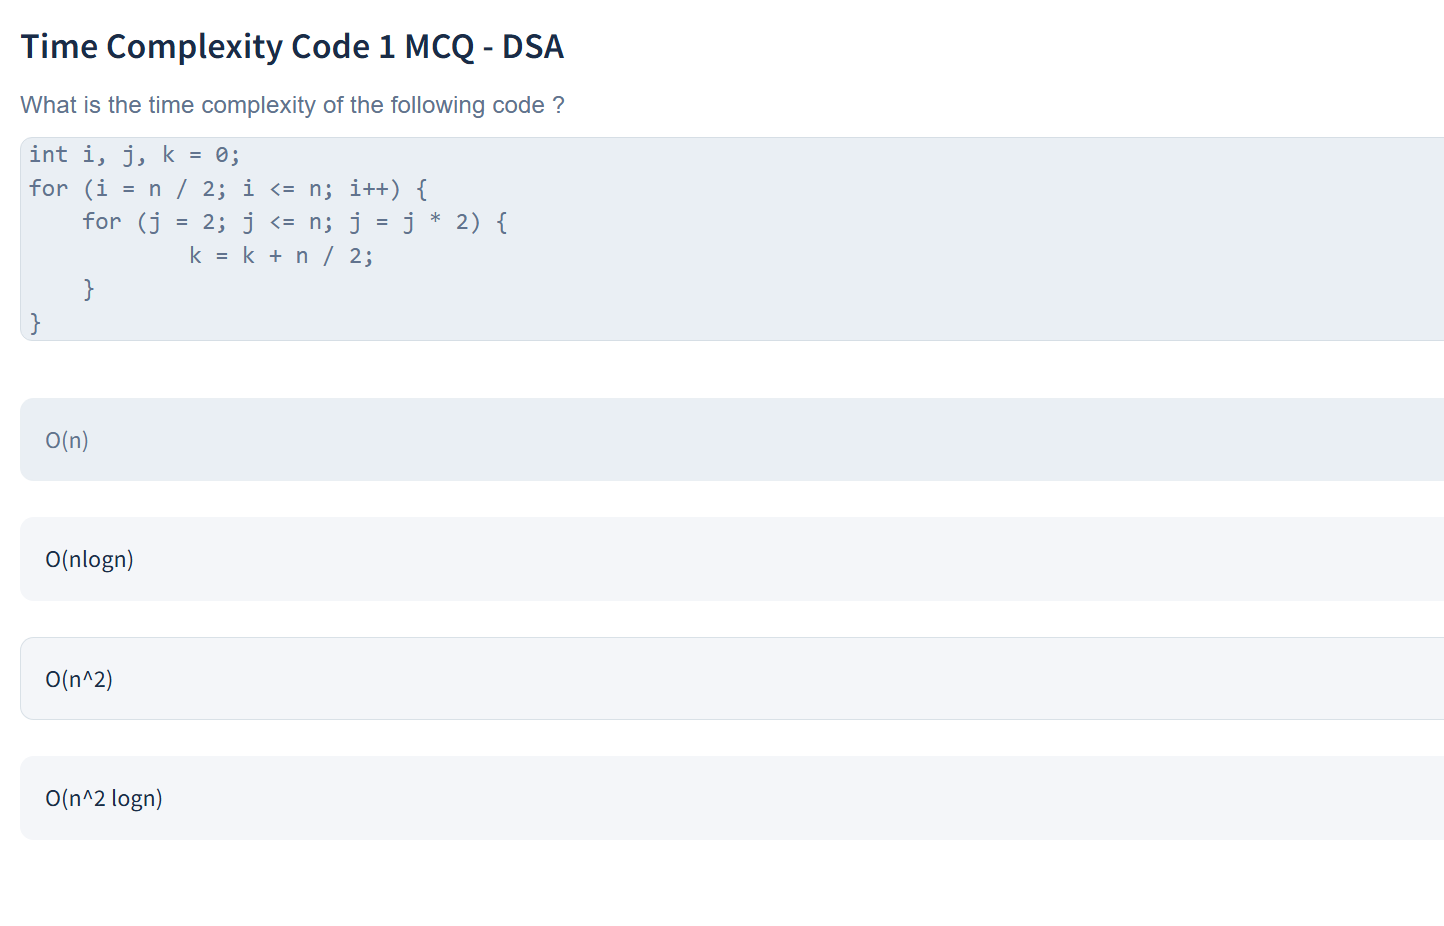 Time Complexity Code 1 MCQ - DSA
What is the time complexity of the following code ?
int i, j, k = 0;
for (i = n / 2; i <= n; i++) {
    for (j = 2; j <= n; j = j * 2) {
            k = k + n / 2;
    }
}
O(n)
O(nlogn)
O(n^2)
O(n^2 logn)